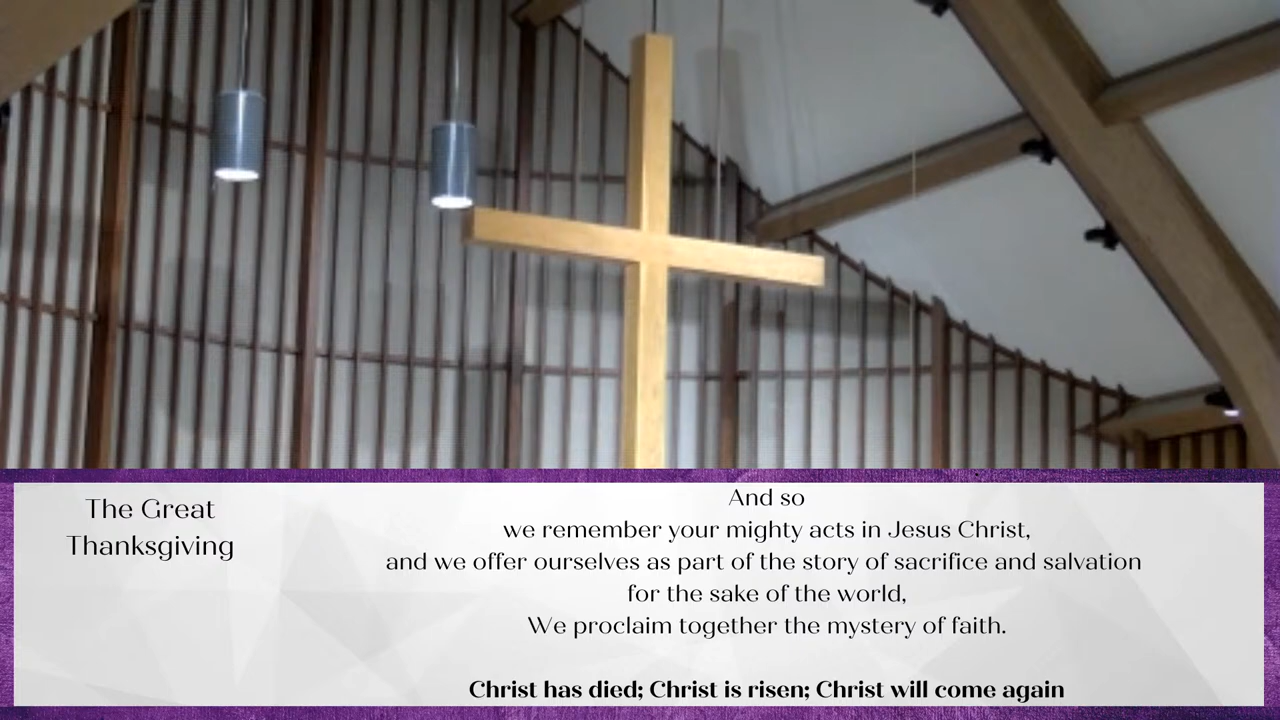 The Great
Thanksgiving
And so
we remember your mighty acts in Jesus Christ,
and we offer ourselves as part of the story of sacrifice and salvation
for the sake of the world,
We proclaim together the mystery of faith.
Christ has died; Christ is risen; Christ will come again